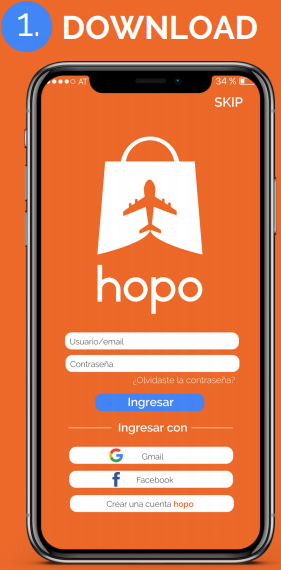 1. DOWNLOAD
AT
34 %
SKIP
hopo
Usuario/email
Contraseña
¿Olvidaste la contraseña?
Ingresar
Ingresar con
Gmail
Facebook
Crear una cuenta hopo